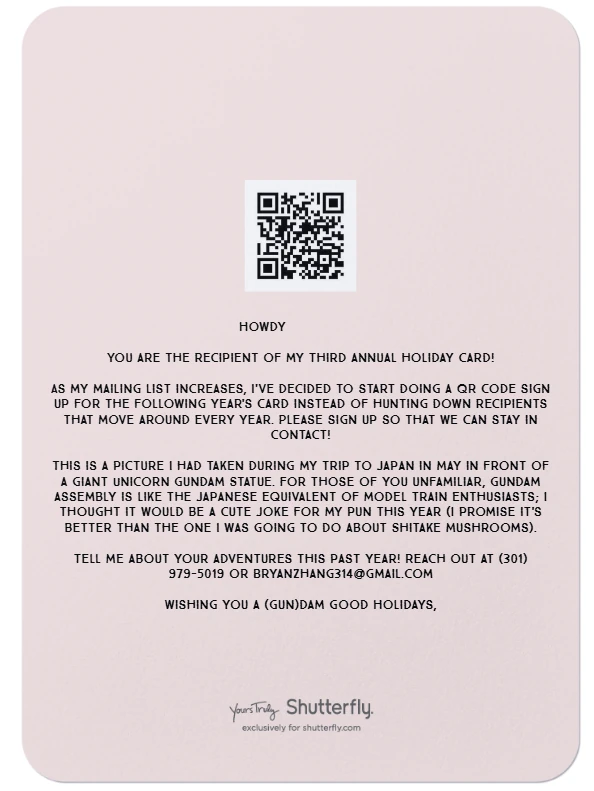 HOWDY
YOU ARE THE RECIPIENT OF MY THIRD ANNUAL HOLIDAY CARD!
AS MY MAILING LIST INCREASES, I'VE DECIDED TO START DOING A QR CODE SIGN
UP FOR THE FOLLOWING YEAR'S CARD INSTEAD OF HUNTING DOWN RECIPIENTS
THAT MOVE AROUND EVERY YEAR. PLEASE SIGN UP SO THAT WE CAN STAY IN
CONTACT!
THIS IS A PICTURE I HAD TAKEN DURING MY TRIP TO JAPAN IN MAY IN FRONT OF
A GIANT UNICORN GUNDAM STATUE. FOR THOSE OF YOU UNFAMILIAR, GUNDAM
ASSEMBLY IS LIKE THE JAPANESE EQUIVALENT OF MODEL TRAIN ENTHUSIASTS; I
THOUGHT IT WOULD BE A CUTE JOKE FOR MY PUN THIS YEAR (I PROMISE IT'S
BETTER THAN THE ONE I WAS GOING TO DO ABOUT SHITAKE MUSHROOMS).
TELL ME ABOUT YOUR ADVENTURES THIS PAST YEAR! REACH OUT AT (301)
979-5019 OR BRYANZHANG314@GMAIL.COM
WISHING YOU A (GUN)DAM GOOD HOLIDAYS,
Yours Truly Shutterfly.
exclusively for shutterfly.com